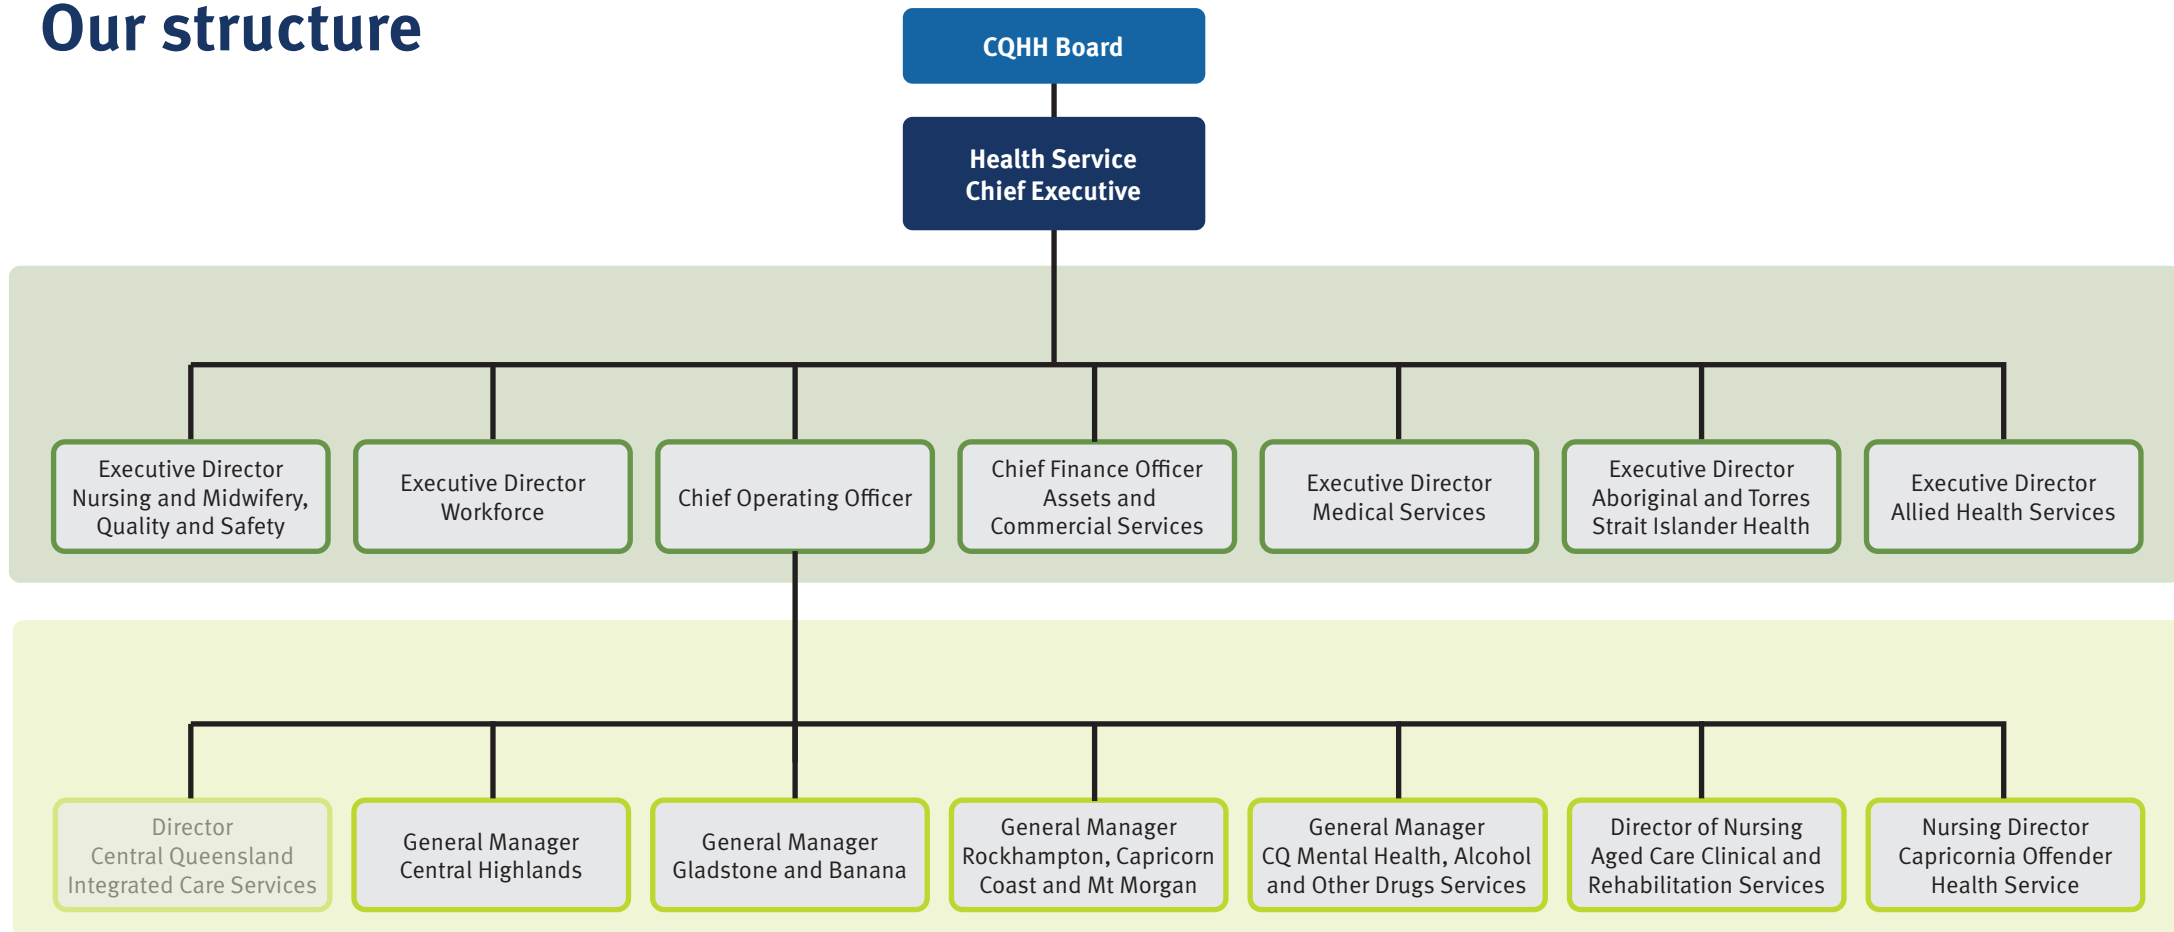 Our structure
CQHH Board
Health Service
Chief Executive
Executive Director
Nursing and Midwifery,
Quality and Safety
Executive Director
Workforce
Chief Operating Officer
Chief Finance Officer
Assets and
Commercial Services
Executive Director
Medical Services
Executive Director
Aboriginal and Torres
Strait Islander Health
Executive Director
Allied Health Services
Director
Central Queensland
Integrated Care Services
General Manager
Central Highlands
General Manager
Gladstone and Banana
General Manager
Rockhampton, Capricorn
Coast and Mt Morgan
General Manager
CQ Mental Health, Alcohol
and Other Drugs Services
Director of Nursing
Aged Care Clinical and
Rehabilitation Services
Nursing Director
Capricornia Offender
Health Service